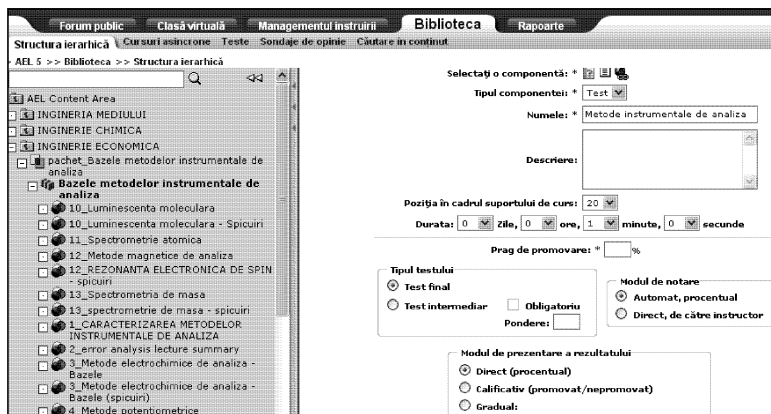 Forum public Clasă virtuală Managementul instruirii Biblioteca Rapoarte
Structura ierarhică Cursuri asincrone Teste Sondaje de opinie Căutare in conținut
AEL 5 >> Biblioteca >> Structura ierarhică
AEL Content Area
INGINERIA MEDIULUI
INGINERIE CHIMICA
INGINERIE ECONOMICA
pachet_Bazele metodelor instrumentale de
analiza
Bazele metodelor instrumentale de
analiza
10_Luminescenta moleculara
10_Luminescenta moleculara - Spicuiri
11_Spectrometrie atomica
12_Metode magnetice de analiza
12_REZONANTA ELECTRONICA DE SPIN
- spicuiri
13_Spectrometria de masa
13_spectrometrie de masa - spicuiri
1_CARACTERIZAREA METODELOR
INSTRUMENTALE DE ANALIZA
2_error analysis lecture summary
3_Metode electrochimice de analiza -
Bazele
3_Metode electrochimice de analiza -
Bazele (spicuiri)
4_Metode potentiometrice
Selectați o componentă: *
Tipul componentei: * Test
Numele: * Metode instrumentale de analiza
Descriere:
Poziția în cadrul suportului de curs: 20
Durata: 0 zile, 0 ore, 1 minute, 0 secunde
Prag de promovare: * %
Tipul testului
Test final
Test intermediar Obligatoriu
Pondere:
Modul de notare
Automat, procentual
Direct, de către instructor
Modul de prezentare a rezultatului
Direct (procentual)
Calificativ (promovat/nepromovat)
Gradual: